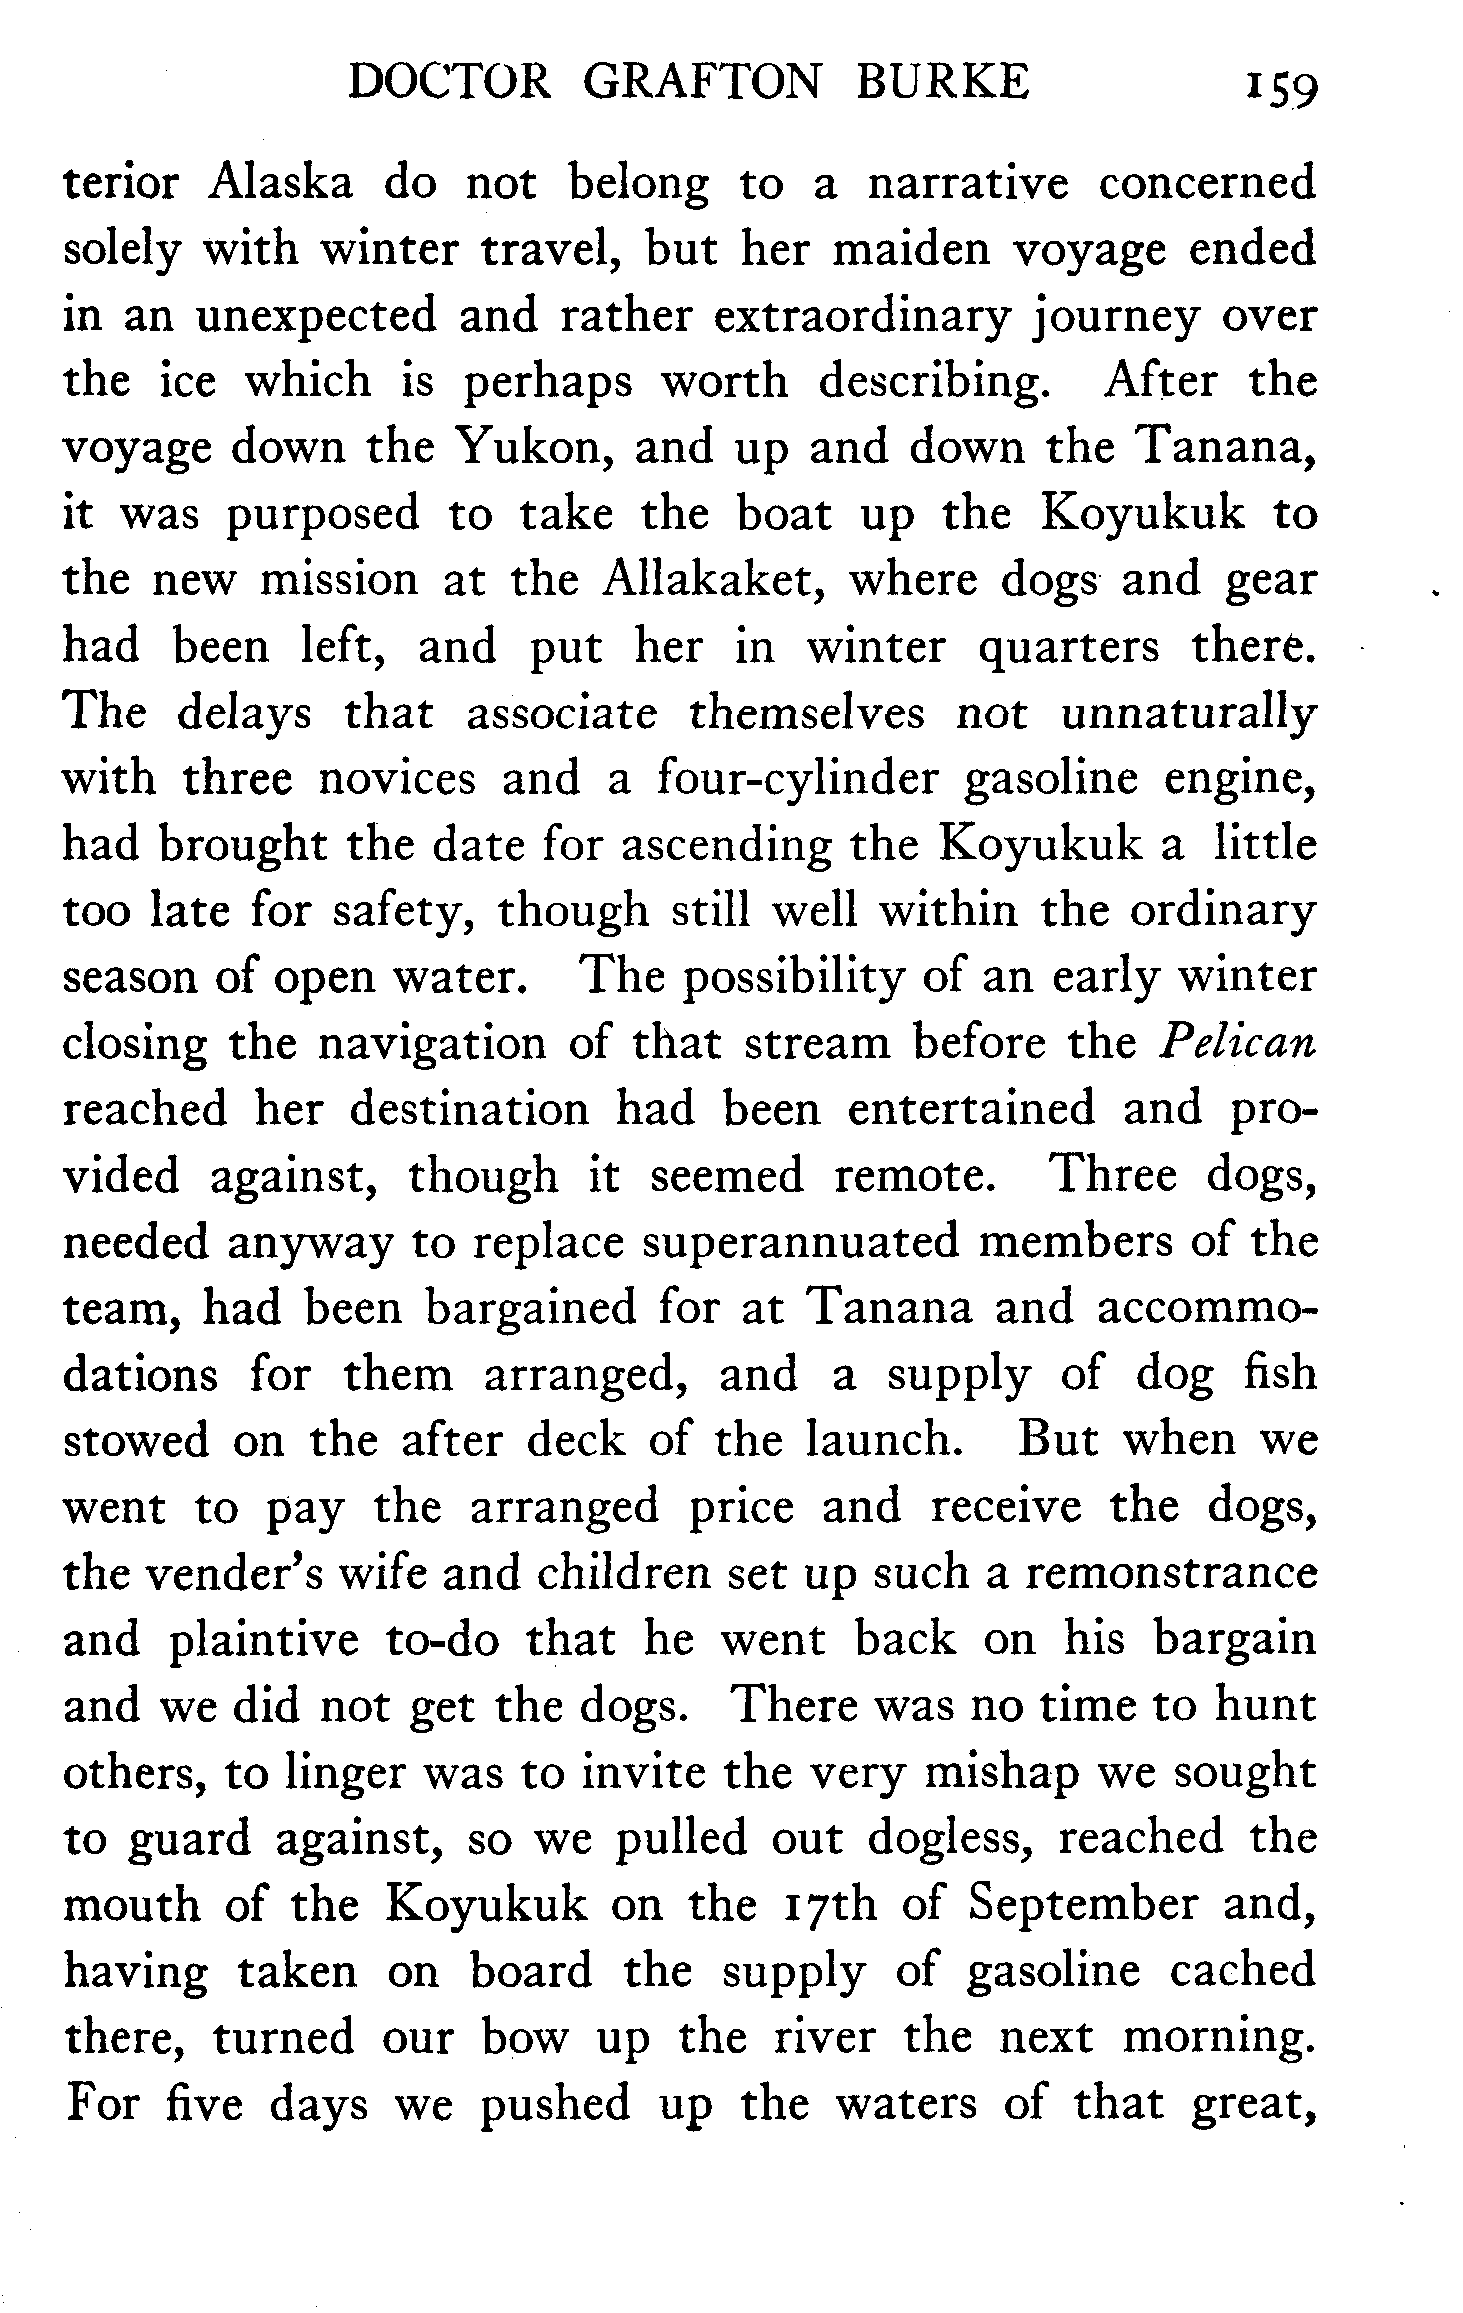 DOCTOR GRAFTON BURKE 159
terior Alaska do not belong to a narrative concerned
solely with winter travel, but her maiden voyage ended
in an unexpected and rather extraordinary journey over
the ice which is perhaps worth describing. After the
voyage down the Yukon, and up and down the Tanana,
it was purposed to take the boat up the Koyukuk to
the new mission at the Allakaket, where dogs and gear
had been left, and put her in winter quarters there.
The delays that associate themselves not unnaturally
with three novices and a four-cylinder gasoline engine,
had brought the date for ascending the Koyukuk a little
too late for safety, though still well within the ordinary
season of open water. The possibility of an early winter
closing the navigation of that stream before the Pelican
reached her destination had been entertained and pro-
vided against, though it seemed remote. Three dogs,
needed anyway to replace superannuated members of the
team, had been bargained for at Tanana and accommo-
dations for them arranged, and a supply of dog fish
stowed on the after deck of the launch. But when we
went to pay the arranged price and receive the dogs,
the vender's wife and children set up such a remonstrance
and plaintive to-do that he went back on his bargain
and we did not get the dogs. There was no time to hunt
others, to linger was to invite the very mishap we sought
to guard against, so we pulled out dogless, reached the
mouth of the Koyukuk on the 17th of September and,
having taken on board the supply of gasoline cached
there, turned our bow up the river the next morning.
For five days we pushed up the waters of that great,